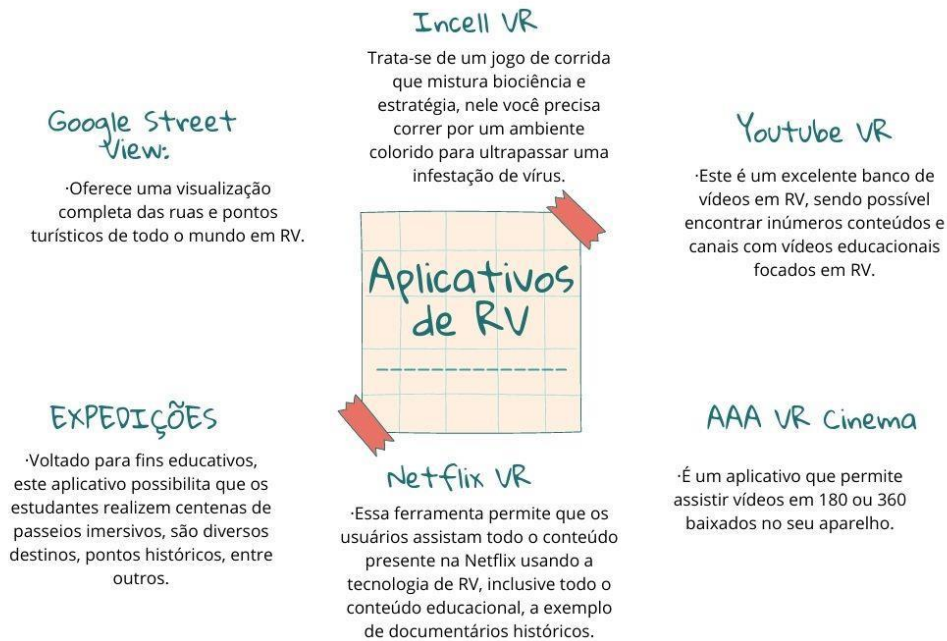 Incell VR
Trata-se de um jogo de corrida
que mistura biociência e
estratégia, nele você precisa
correr por um ambiente
colorido para ultrapassar uma
infestação de vírus.
Google Street
View:
·Oferece uma visualização
completa das ruas e pontos
turísticos de todo o mundo em RV.
Youtube VR
·Este é um excelente banco de
vídeos em RV, sendo possível
encontrar inúmeros conteúdos e
canais com vídeos educacionais
focados em RV.
Aplicativos
de RV
EXPEDIÇÕES
·Voltado para fins educativos,
este aplicativo possibilita que os
estudantes realizem centenas de
passeios imersivos, são diversos
destinos, pontos históricos, entre
outros.
Netflix VR
·Essa ferramenta permite que os
usuários assistam todo o conteúdo
presente na Netflix usando a
tecnologia de RV, inclusive todo o
conteúdo educacional, a exemplo
de documentários históricos.
AAA VR Cinema
·É um aplicativo que permite
assistir vídeos em 180 ou 360
baixados no seu aparelho.